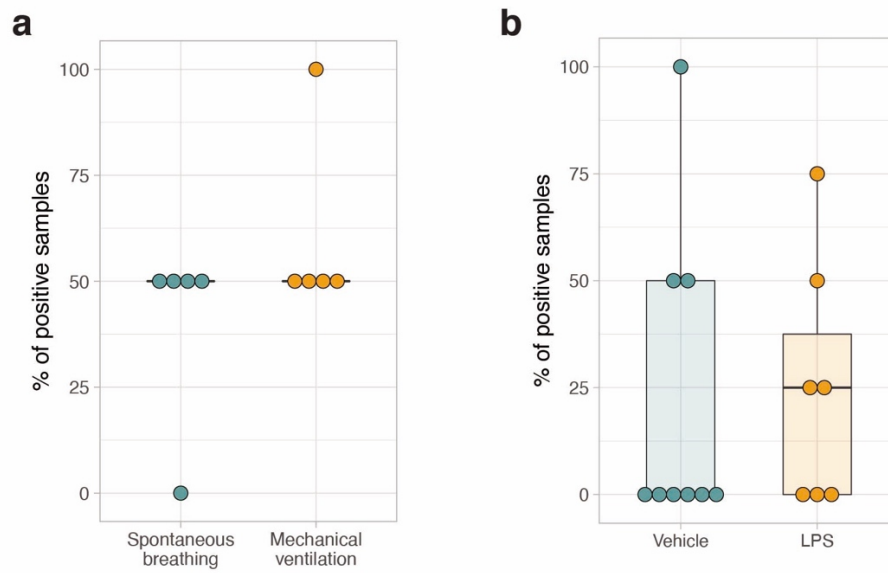 a
% of positive samples
100
75
50
25
0
Spontaneous
breathing
Mechanical
ventilation
b
% of positive samples
100
75
50
25
0
Vehicle
LPS